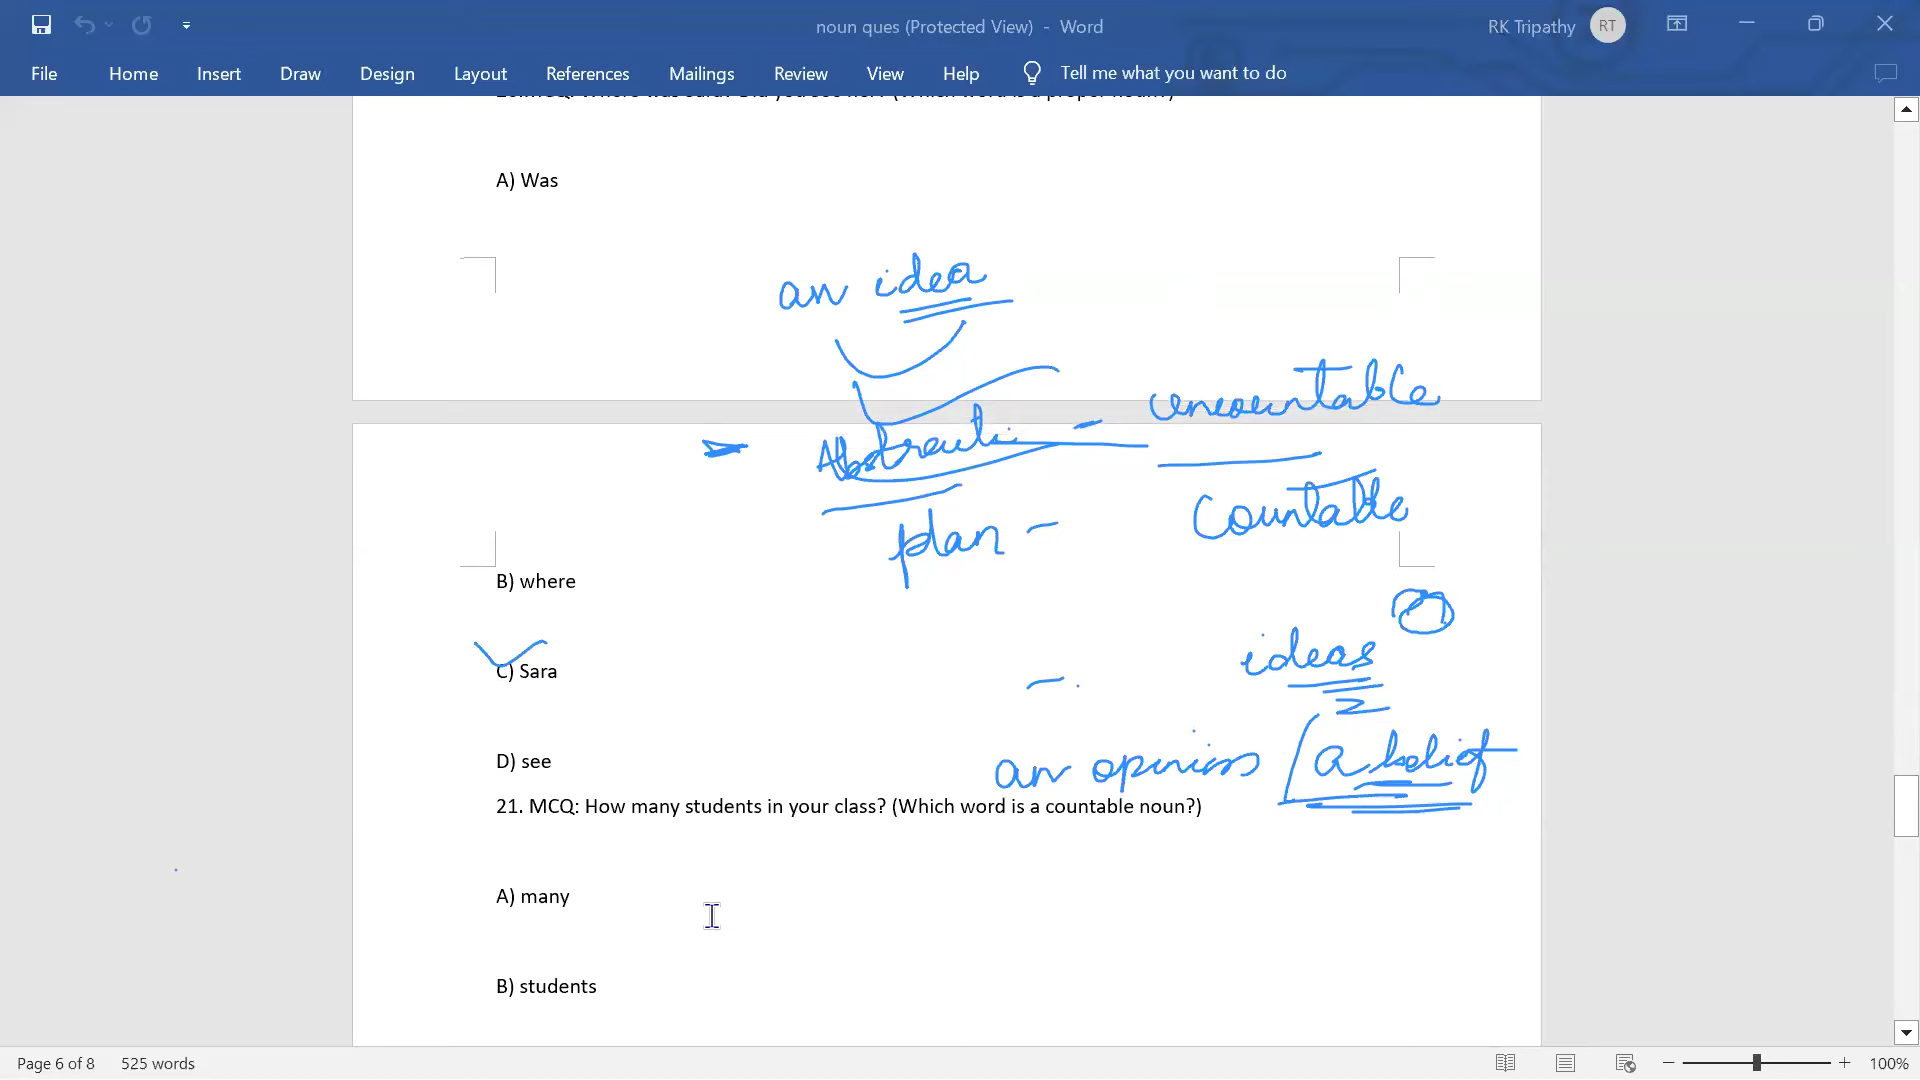 noun ques (Protected View) - Word
RK Tripathy RT
File Home Insert Draw Design Layout References Mailings Review View Help Tell me what you want to do
A) Was
an idea
uncountable
Abstract
Countable
plan -
B) where
ideas
C) Sara
2
D) see
an opinion / a belief
21. MCQ: How many students in your class? (Which word is a countable noun?)
A) many
B) students
Page 6 of 8 525 words
100%